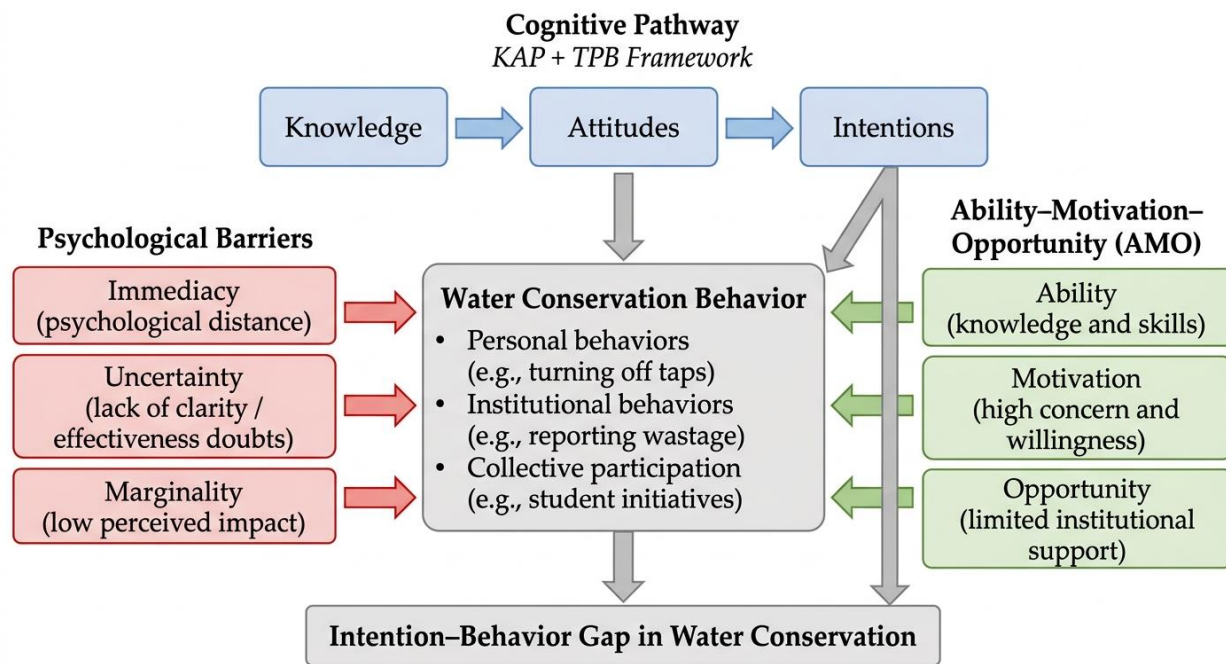 Cognitive Pathway
KAP + TPB Framework
Knowledge
Attitudes
Intentions
Psychological Barriers
Immediacy
(psychological distance)
Uncertainty
(lack of clarity /
effectiveness doubts)
Marginality
(low perceived impact)
Water Conservation Behavior
• Personal behaviors
(e.g., turning off taps)
• Institutional behaviors
(e.g., reporting wastage)
• Collective participation
(e.g., student initiatives)
Ability–Motivation–
Opportunity (AMO)
Ability
(knowledge and skills)
Motivation
(high concern and
willingness)
Opportunity
(limited institutional
support)
Intention–Behavior Gap in Water Conservation